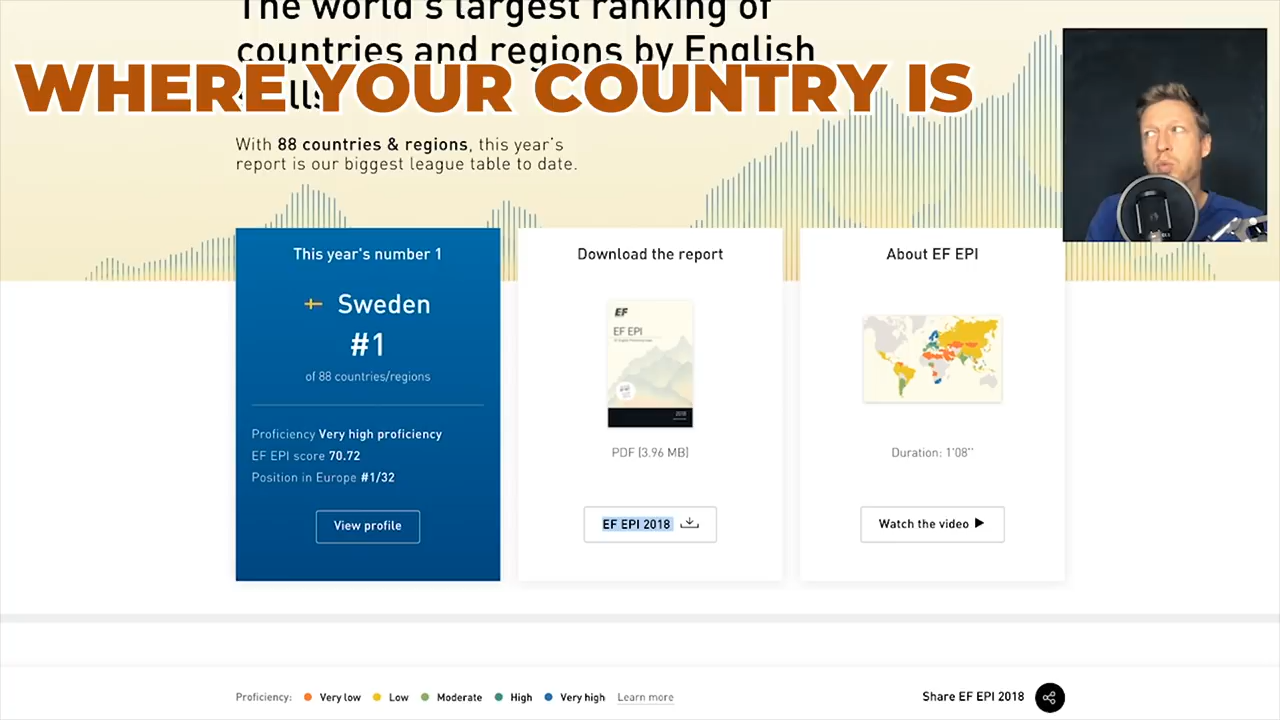 The world's largest ranking of
countries and regions by English
WHERE YOUR COUNTRY IS
With 88 countries & regions, this year's
report is our biggest league table to date.
This year's number 1
Sweden
#1
of 88 countries/regions
Proficiency Very high proficiency
EF EPI score 70.72
Position in Europe #1/32
View profile
Download the report
EF
EF EPI
2018
PDF [3.96 MB]
EF EPI 2018
About EF EPI
Duration: 1'08''
Watch the video
Proficiency: Very low Low Moderate High Very high Learn more
Share EF EPI 2018